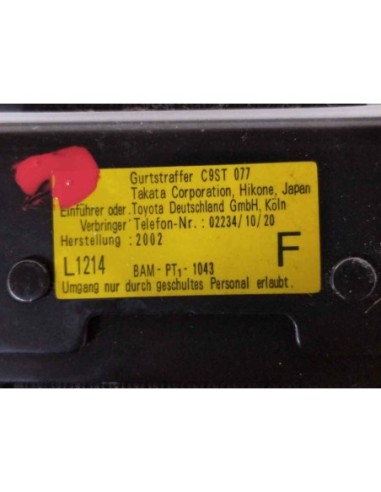 Gurtstraffer C9ST 077
Takata Corporation, Hikone, Japan
Einführer oder Toyota Deutschland GmbH, Köln
Verbringer Telefon-Nr.: 02234/10/20
Herstellung : 2002
L1214 BAM-PT₁-1043 F
Umgang nur durch geschultes Personal erlaubt.